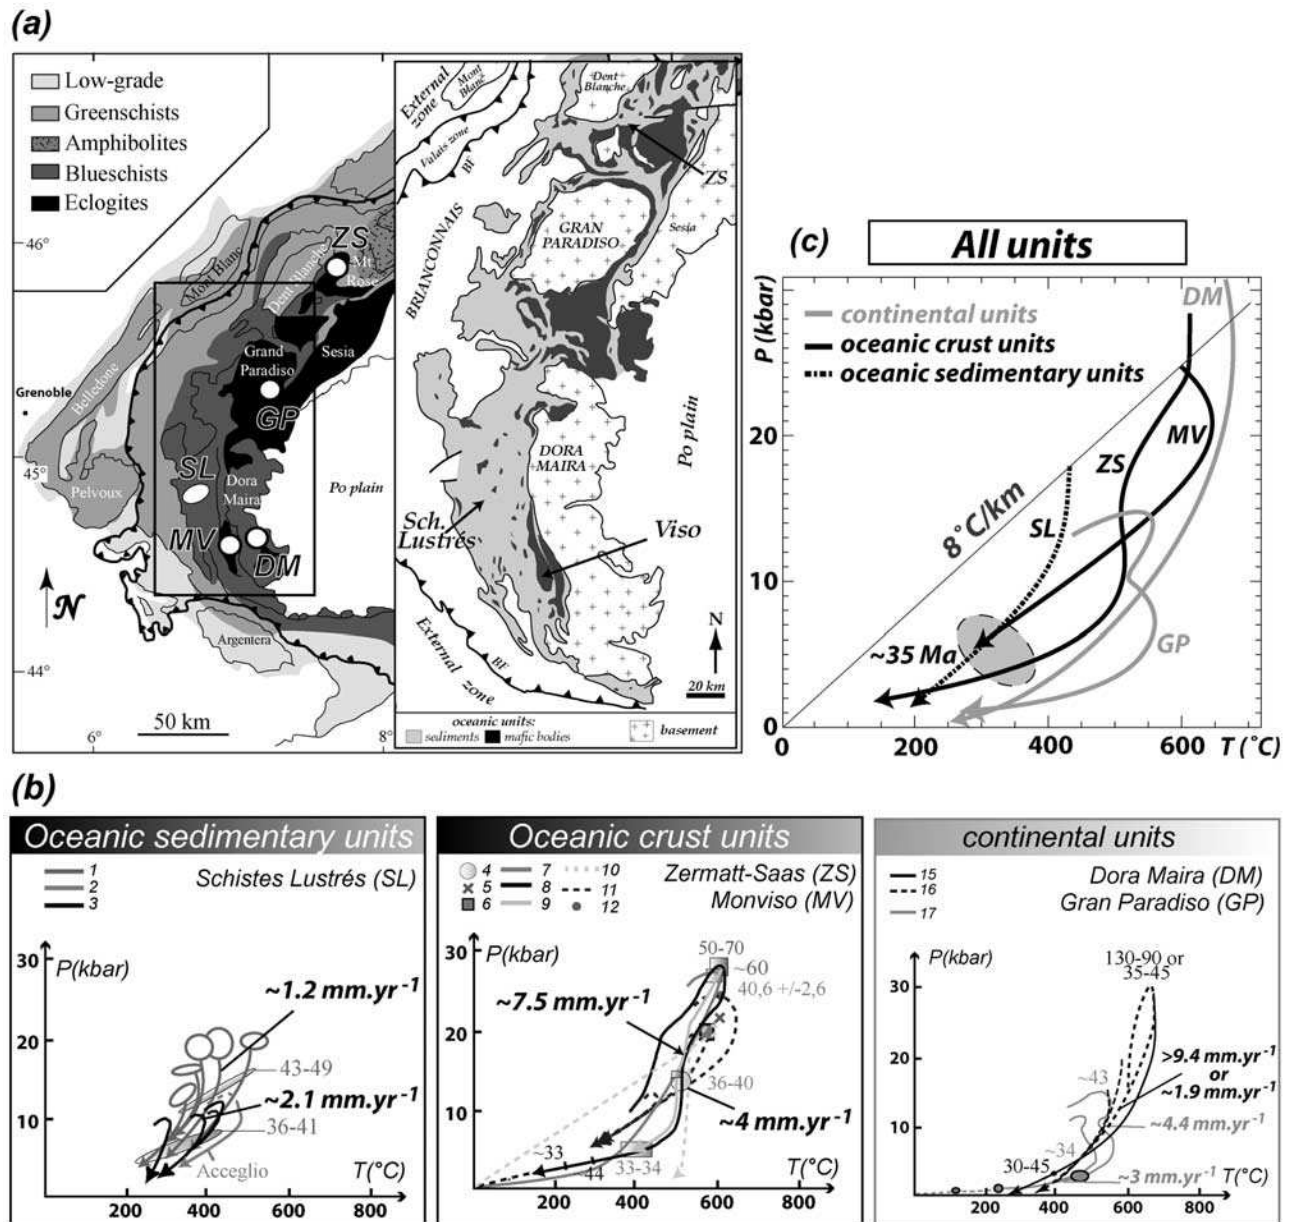 (a)
Low-grade
Greenschists
Amphibolites
Blueschists
Eclogites
46°
45°
44°
6°
8°
Mont Blanc
Dent Blanche
ZS
Mt
Rose
Sesia
Grand
Paradiso
GP
Belledone
Grenoble
Pelvoux
SL
Dora
Maira
Po plain
MV
DM
N
Argentera
50 km
External
zone
Mont
Blanc
Valais zone
BF
Dent
Blanche
ZS
BRIANCONNAIS
GRAN
PARADISO
Sesia
Po plain
DORA
MAIRA
Sch.
Lustrés
Viso
External
zone
BF
N
20 km
oceanic units:
sediments
mafic bodies
basement
(c)
All units
P (kbar)
continental units
oceanic crust units
oceanic sedimentary units
DM
MV
ZS
SL
8°C/km
GP
~35 Ma
20
10
0
0
200
400
600
T (°C)
(b)
Oceanic sedimentary units
1
2
3
Schistes Lustrés (SL)
P(kbar)
30
20
10
~1.2 mm.yr-1
43-49
~2.1 mm.yr-1
36-41
Acceglio
T(°C)
200
400
600
800
Oceanic crust units
4
5
6
7
8
9
10
11
12
Zermatt-Saas (ZS)
Monviso (MV)
P(kbar)
30
20
10
50-70
~60
40,6 +/-2,6
~7.5 mm.yr-1
36-40
~4 mm.yr-1
~33
~44
33-34
T(°C)
200
400
600
800
continental units
15
16
17
Dora Maira (DM)
Gran Paradiso (GP)
P(kbar)
30
20
10
130-90 or
35-45
>9.4 mm.yr-1
or
~1.9 mm.yr-1
~43
~4.4 mm.yr-1
~34
30-45
~3 mm.yr-1
T(°C)
200
400
600
800